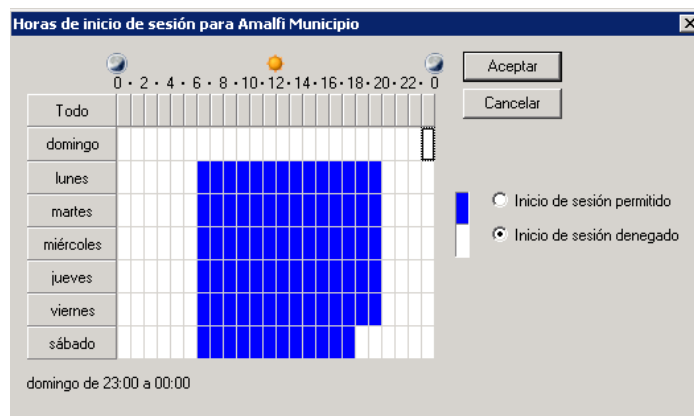 Horas de inicio de sesión para Amalfi Municipio
0 · 2 · 4 · 6 · 8 · 10 · 12 · 14 · 16 · 18 · 20 · 22 · 0
Aceptar
Cancelar
Todo
domingo
lunes
martes
miércoles
jueves
viernes
sábado
Inicio de sesión permitido
Inicio de sesión denegado
domingo de 23:00 a 00:00